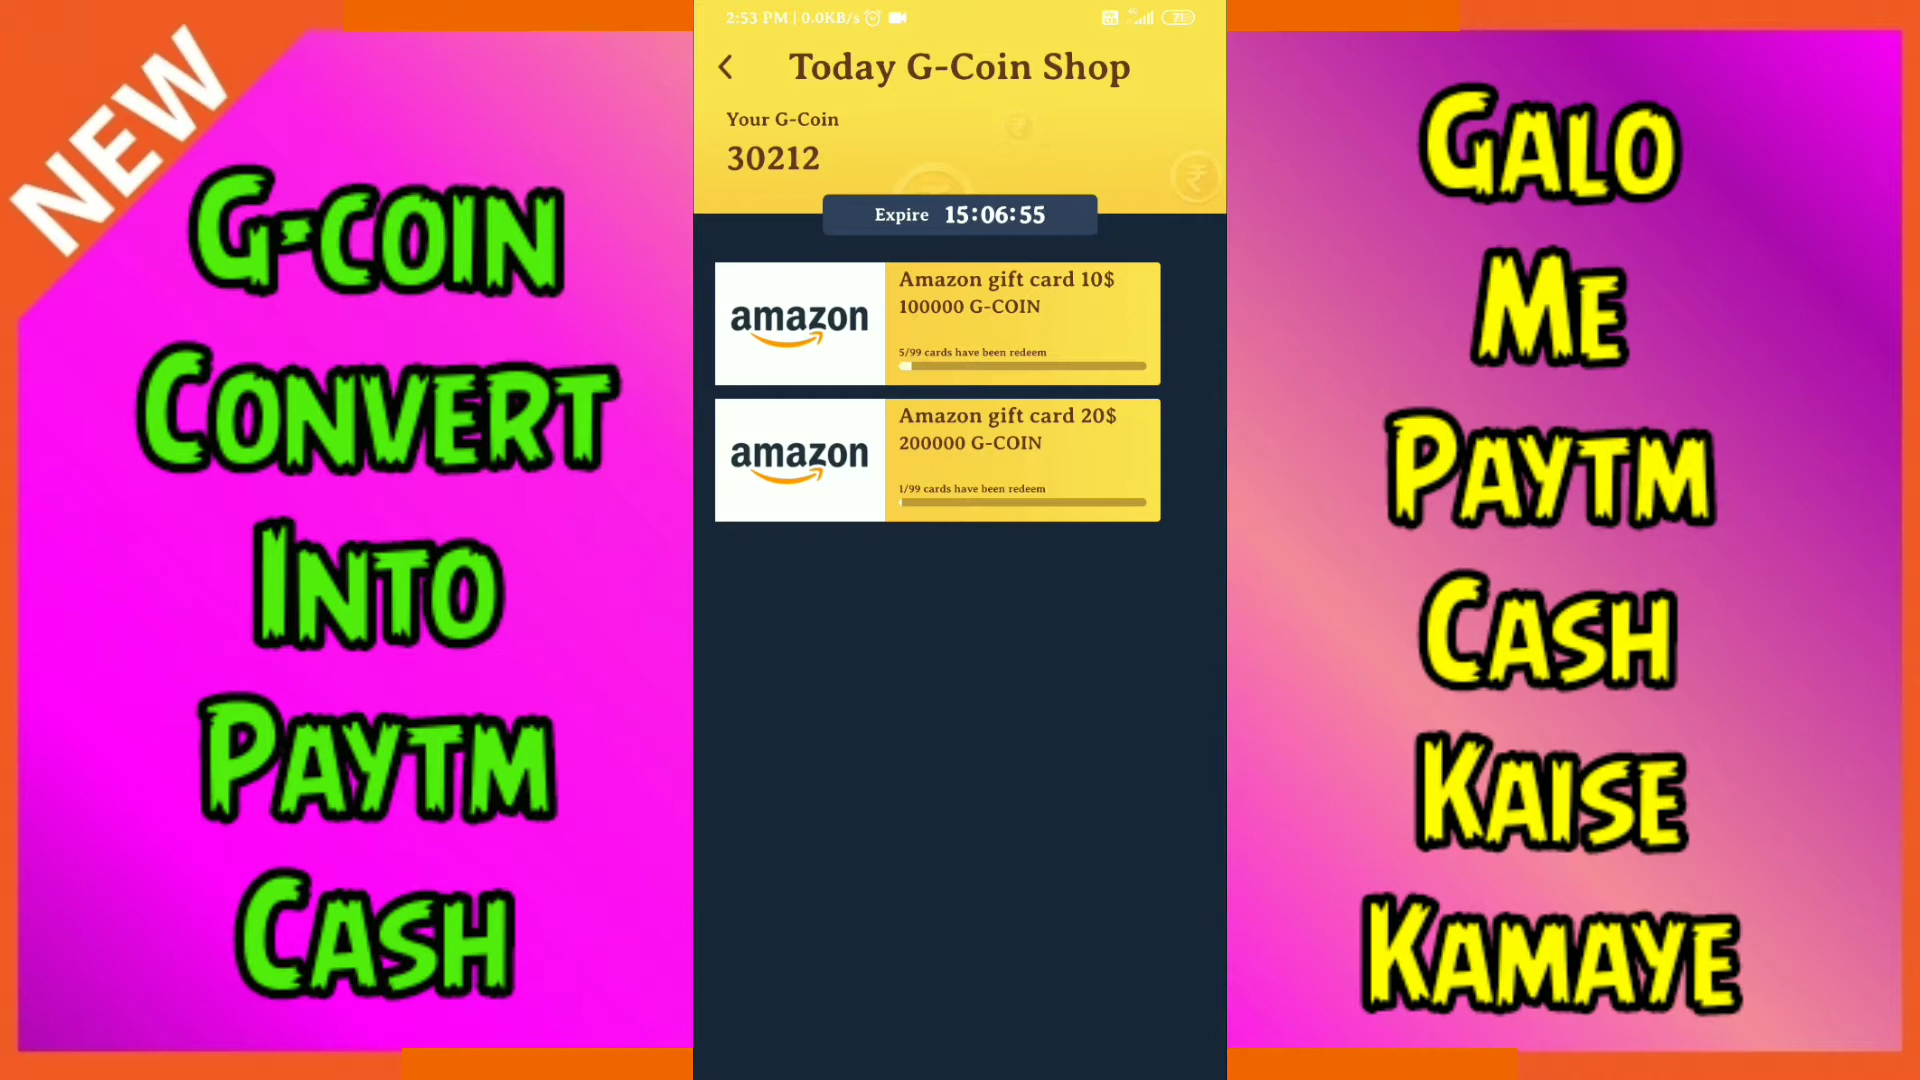 NEW
G-COIN
CONVERT
INTO
PAYTM
CASH
2:53 PM | 0.0KB/s
4G
71
Today G-Coin Shop
Your G-Coin
30212
Expire 15:06:55
amazon
Amazon gift card 10$
100000 G-COIN
5/99 cards have been redeem
amazon
Amazon gift card 20$
200000 G-COIN
1/99 cards have been redeem
GALO
ME
PAYTM
CASH
KAISE
KAMAYE